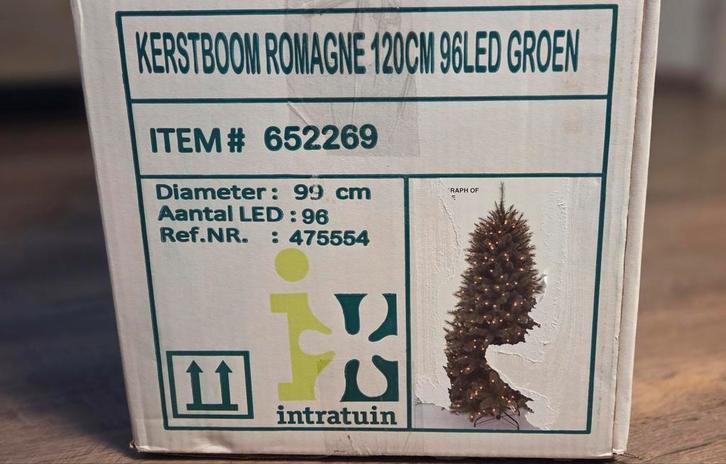 KERSTBOOM ROMAGNE 120CM 96LED GROEN
ITEM# 652269
Diameter: 99 cm
Aantal LED : 96
Ref.NR. : 475554
RAPH OF
intratuin